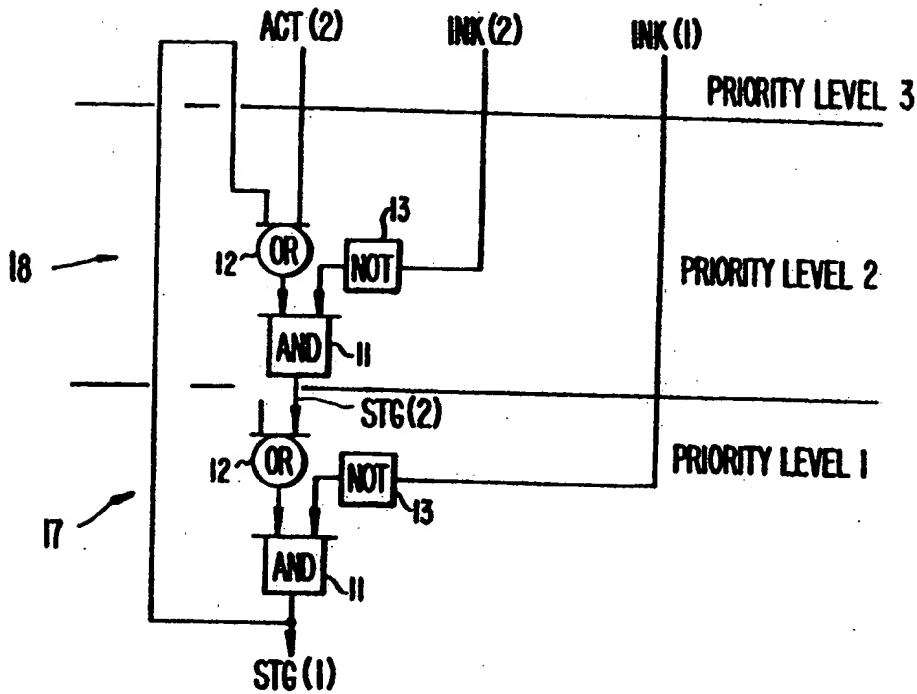 ACT (2) INK (2) INK (1)
PRIORITY LEVEL 3
13
18
12 OR NOT PRIORITY LEVEL 2
AND 11
STG (2)
12 OR NOT PRIORITY LEVEL 1
13
17
AND 11
STG (1)